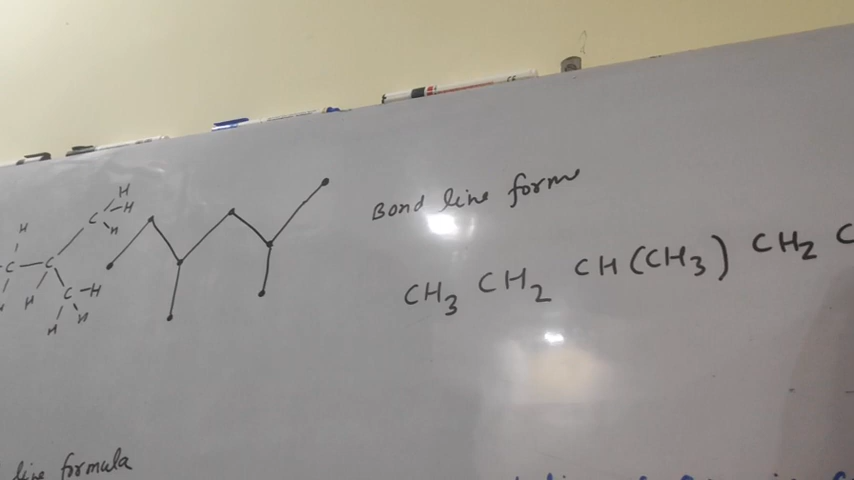 Bond line form
CH3 CH2 CH(CH3) CH2 C
H
H
C-H
H
H
C-C
H
C-H
H
H
line formula